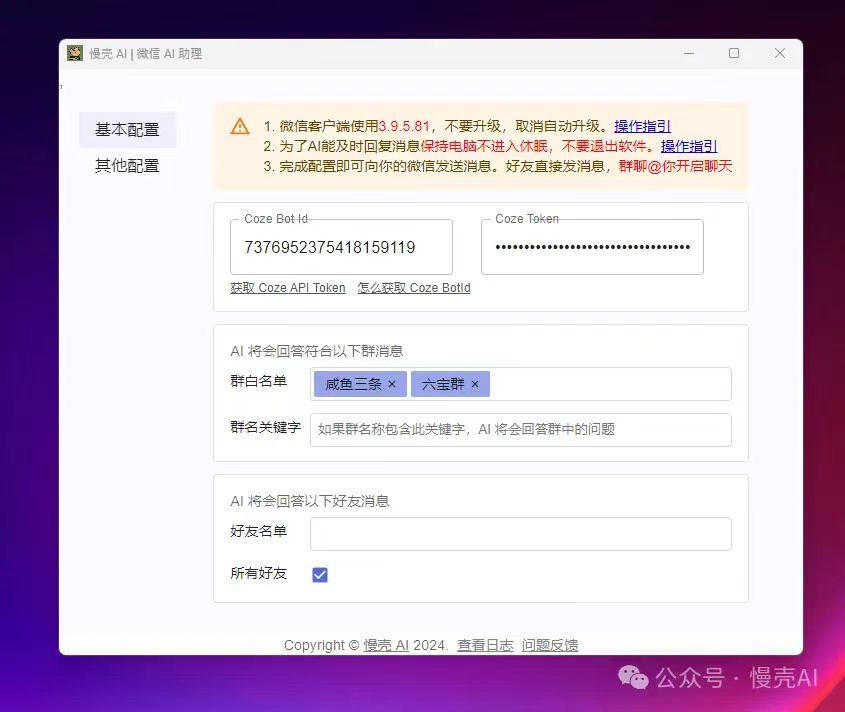 慢壳 AI | 微信 AI 助理
,
基本配置
其他配置
1. 微信客户端使用3.9.5.81，不要升级，取消自动升级。操作指引
2. 为了AI能及时回复消息保持电脑不进入休眠，不要退出软件。操作指引
3. 完成配置即可向你的微信发送消息。好友直接发消息，群聊@你开启聊天
Coze Bot Id
7376952375418159119
Coze Token
••••••••••••••••••••••••••••••••••
获取 Coze API Token 怎么获取 Coze BotId
AI 将会回答符合以下群消息
群白名单 咸鱼三条 × 六宝群 ×
群名关键字 如果群名称包含此关键字，AI 将会回答群中的问题
AI 将会回答以下好友消息
好友名单
所有好友
Copyright © 慢壳 AI 2024. 查看日志 问题反馈
公众号 · 慢壳AI